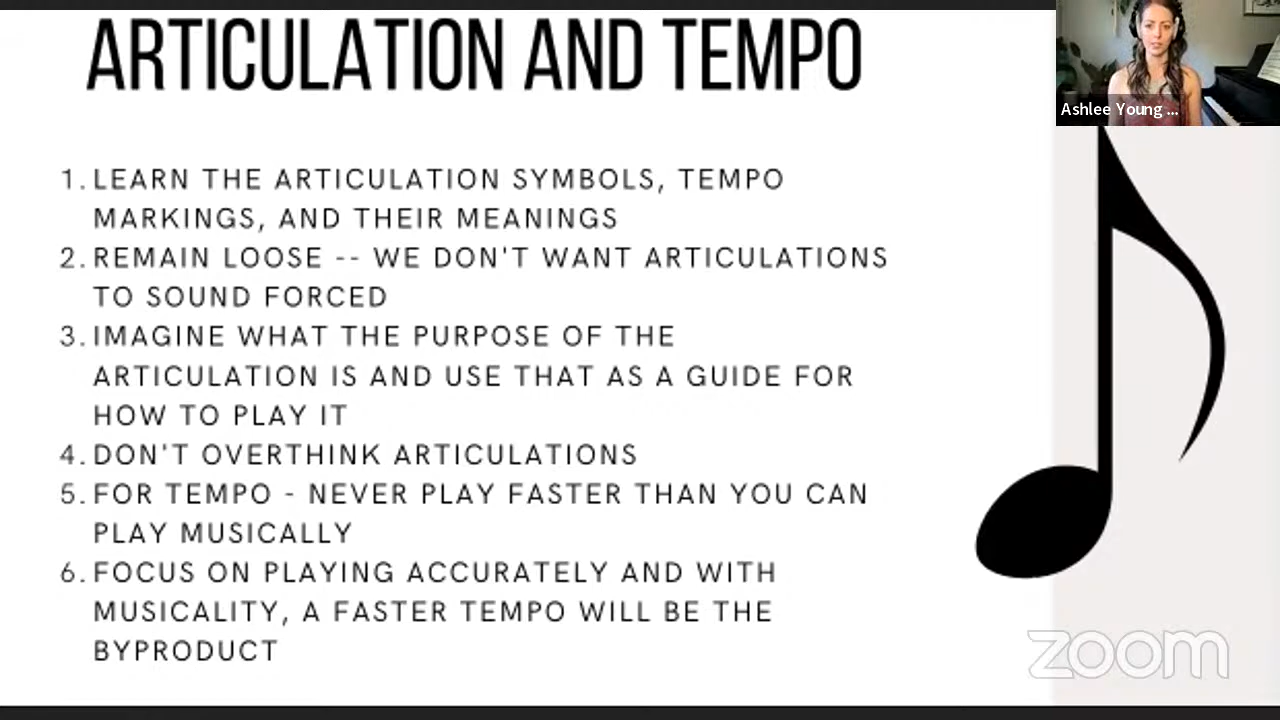 ARTICULATION AND TEMPO
Ashlee Young ...
1. LEARN THE ARTICULATION SYMBOLS, TEMPO
MARKINGS, AND THEIR MEANINGS
2. REMAIN LOOSE -- WE DON'T WANT ARTICULATIONS
TO SOUND FORCED
3. IMAGINE WHAT THE PURPOSE OF THE
ARTICULATION IS AND USE THAT AS A GUIDE FOR
HOW TO PLAY IT
4. DON'T OVERTHINK ARTICULATIONS
5. FOR TEMPO - NEVER PLAY FASTER THAN YOU CAN
PLAY MUSICALLY
6. FOCUS ON PLAYING ACCURATELY AND WITH
MUSICALITY, A FASTER TEMPO WILL BE THE
BYPRODUCT
zoom